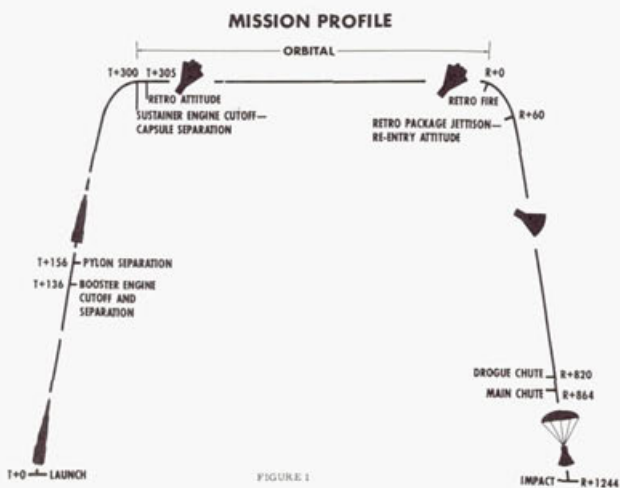 MISSION PROFILE
ORBITAL
T+300 T+305
R+0
RETRO ATTITUDE
SUSTAINER ENGINE CUTOFF—
CAPSULE SEPARATION
RETRO FIRE
RETRO PACKAGE JETTISON—
RE-ENTRY ATTITUDE
R+60
T+156 PYLON SEPARATION
T+136 BOOSTER ENGINE
CUTOFF AND
SEPARATION
DROGUE CHUTE R+820
MAIN CHUTE R+864
T+0 LAUNCH
FIGURE 1
IMPACT R+1244